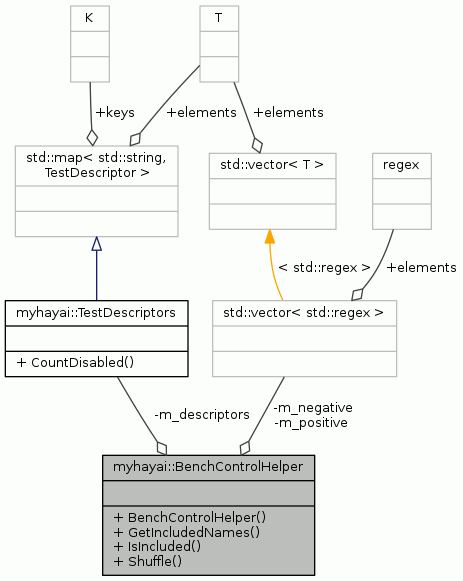 K
T
+keys
+elements
+elements
std::map< std::string,
TestDescriptor >
std::vector< T >
regex
< std::regex >
+elements
myhayai::TestDescriptors
+ CountDisabled()
std::vector< std::regex >
-m_descriptors
-m_negative
-m_positive
myhayai::BenchControlHelper
+ BenchControlHelper()
+ GetIncludedNames()
+ IsIncluded()
+ Shuffle()